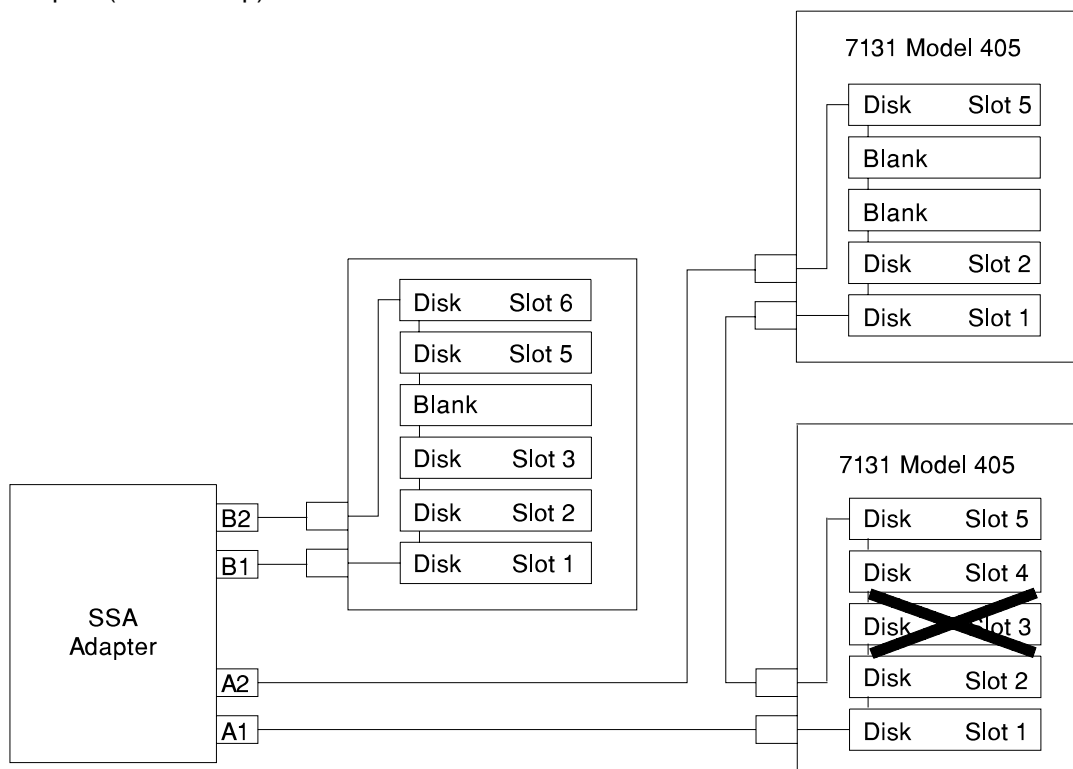 7131 Model 405
Disk Slot 5
Blank
Blank
Disk Slot 2
Disk Slot 1
Disk Slot 6
Disk Slot 5
Blank
Disk Slot 3
Disk Slot 2
Disk Slot 1
B2
B1
SSA
Adapter
A2
A1
7131 Model 405
Disk Slot 5
Disk Slot 4
Disk Slot 3
Disk Slot 2
Disk Slot 1